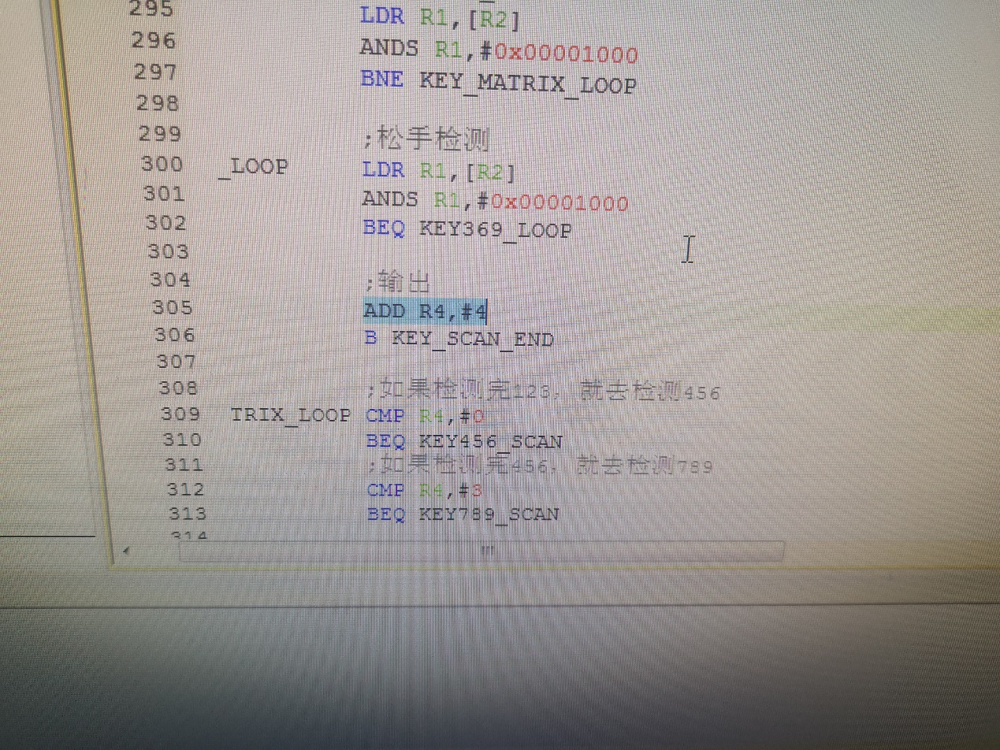 295 LDR R1,[R2]
296 ANDS R1,#0x00001000
297 BNE KEY_MATRIX_LOOP
298
299 ;松手检测
300 _LOOP LDR R1,[R2]
301 ANDS R1,#0x00001000
302 BEQ KEY369_LOOP
303
304 ;输出
305 ADD R4,#4
306 B KEY_SCAN_END
307
308 ;如果检测完123，就去检测456
309 TRIX_LOOP CMP R4,#0
310 BEQ KEY456_SCAN
311 ;如果检测完456，就去检测789
312 CMP R4,#3
313 BEQ KEY789_SCAN
314